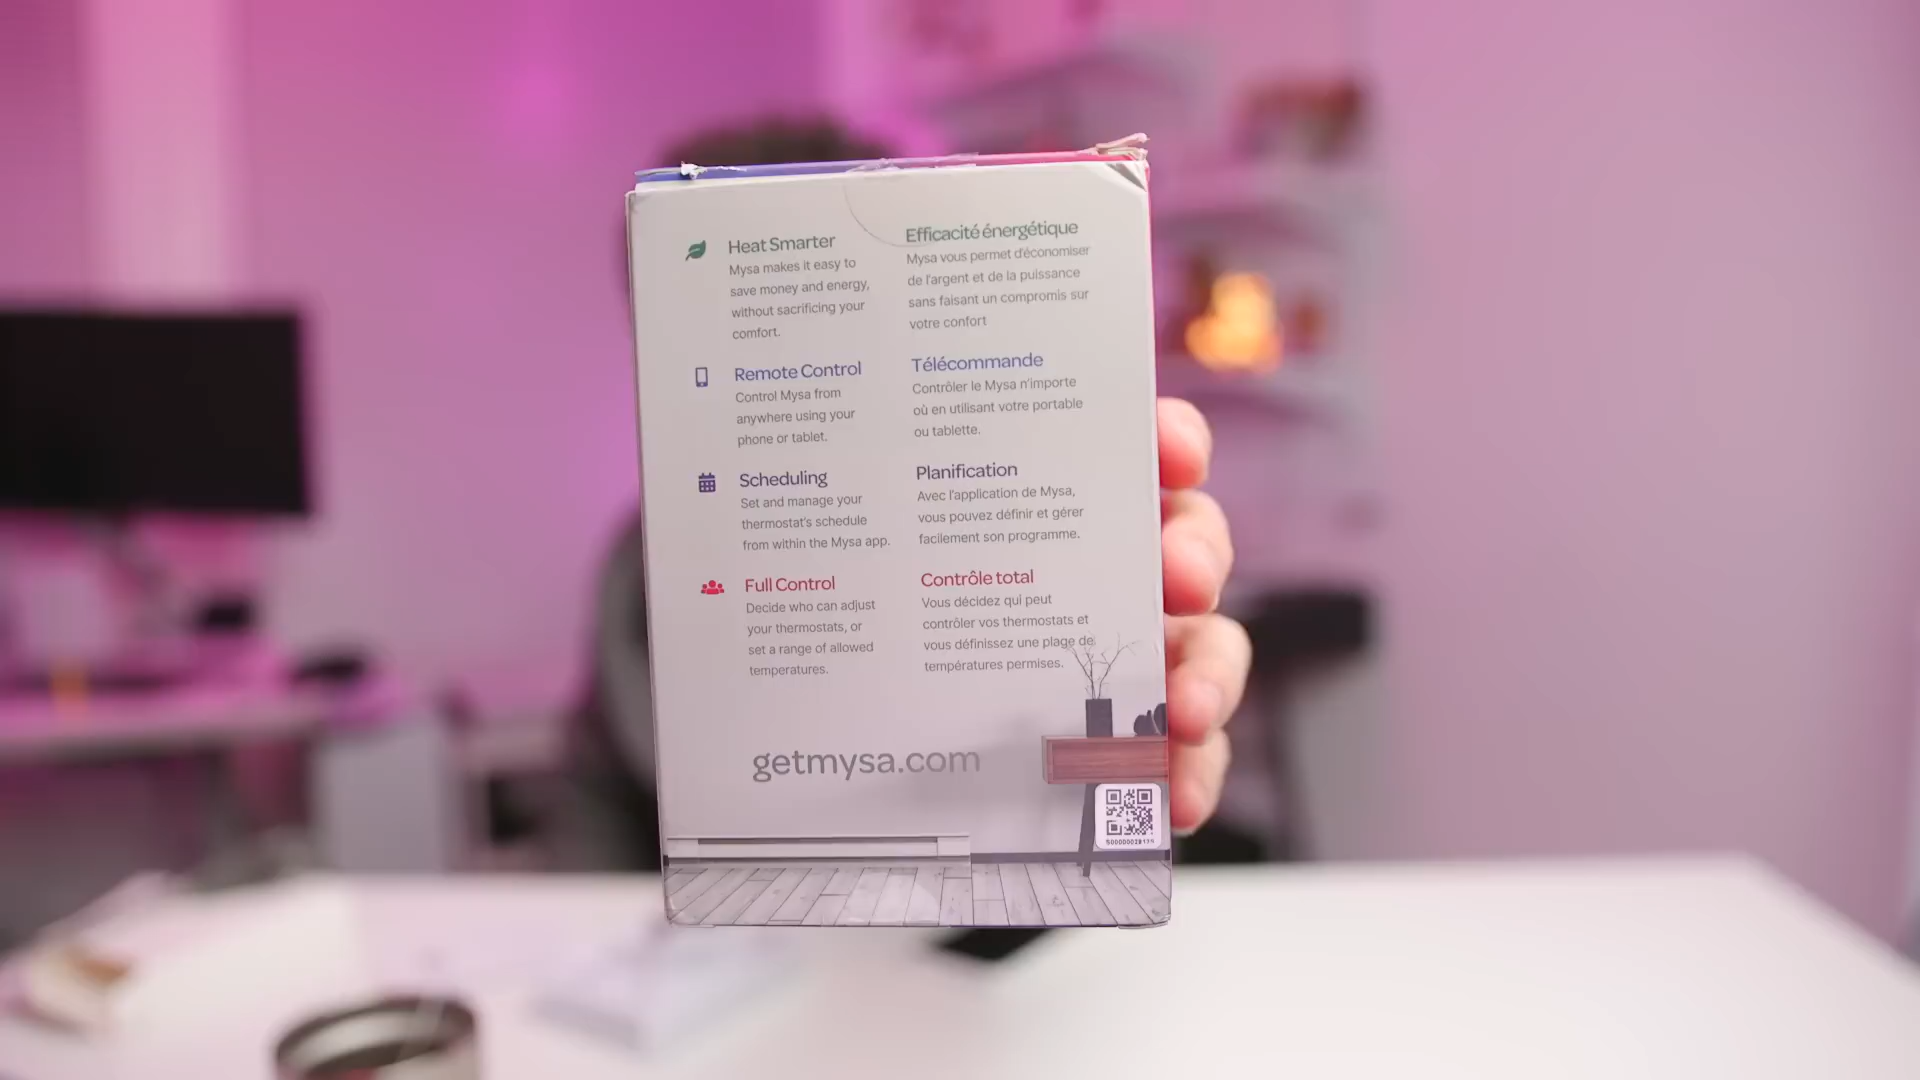 Heat Smarter
Mysa makes it easy to
save money and energy,
without sacrificing your
comfort.
Efficacité énergétique
Mysa vous permet d'économiser
de l'argent et de la puissance
sans faisant un compromis sur
votre confort
Remote Control
Control Mysa from
anywhere using your
phone or tablet.
Télécommande
Contrôler le Mysa n'importe
où en utilisant votre portable
ou tablette.
Scheduling
Set and manage your
thermostat's schedule
from within the Mysa app.
Planification
Avec l'application de Mysa,
vous pouvez définir et gérer
facilement son programme.
Full Control
Decide who can adjust
your thermostats, or
set a range of allowed
temperatures.
Contrôle total
Vous décidez qui peut
contrôler vos thermostats et
vous définissez une plage de
températures permises.
getmysa.com